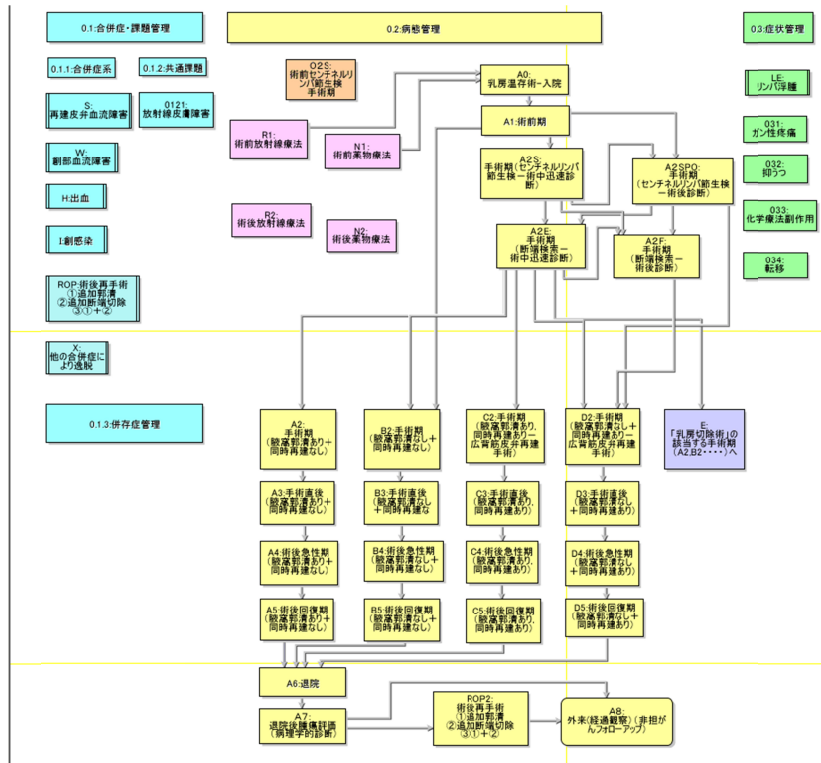 0.1:合併症・課題管理
0.2:病態管理
03:症状管理
0.1.1:合併症系
0.1.2:共通課題
S:
再建皮弁血流障害
0121:
放射線皮膚障害
W:
創部血流障害
H:出血
I:創感染
ROP:術後再手術
①追加郭清
②追加断端切除
③①+②
X:
他の合併症に
より逸脱
0.1.3:併存症管理
02S:
術前センチネルリ
ンパ節生検
手術期
R1:
術前放射線療法
N1:
術前薬物療法
R2:
術後放射線療法
N2:
術後薬物療法
A0:
乳房温存術-入院
A1:術前期
A2S:
手術期(センチネルリンパ
節生検ー術中迅速診
断)
A2SPO:
手術期
(センチネルリンパ節生検
ー術後診断)
A2E:
手術期
(断端検索ー
術中迅速診断)
A2F:
手術期
(断端検索ー
術後診断)
LE:
リンパ浮腫
031:
ガン性疼痛
032:
抑うつ
033:
化学療法副作用
034:
転移
A2:
手術期
(腋窩郭清あり+
同時再建なし)
B2:手術期
(腋窩郭清なし+
同時再建なし)
C2:手術期
(腋窩郭清あり,
同時再建ありー
広背筋皮弁再建
手術)
D2:手術期
(腋窩郭清なし+
同時再建ありー
広背筋皮弁再建
手術)
E:
「乳房切除術」の
該当する手術期
(A2,B2・・・・)へ
A3:手術直後
(腋窩郭清あり+
同時再建なし)
B3:手術直後
(腋窩郭清なし
+同時再建な
C3:手術直後
(腋窩郭清あり,
同時再建あり)
D3:手術直後
(腋窩郭清なし
+同時再建あり)
A4:術後急性期
(腋窩郭清あり+
同時再建なし)
B4:術後急性期
(腋窩郭清なし+
同時再建なし)
C4:術後急性期
(腋窩郭清あり,
同時再建あり)
D4:術後急性期
(腋窩郭清なし
+同時再建あり)
A5:術後回復期
(腋窩郭清あり+
同時再建なし)
B5:術後回復期
(腋窩郭清なし+
同時再建なし)
C5:術後回復期
(腋窩郭清あり,
同時再建あり)
D5:術後回復期
(腋窩郭清なし+
同時再建あり)
A6:退院
A7:
退院後腫瘍評価
(病理学的診断)
ROP2:
術後再手術
①追加郭清
②追加断端切除
③①+②
A8:
外来(経過観察)(非担が
んフォローアップ)